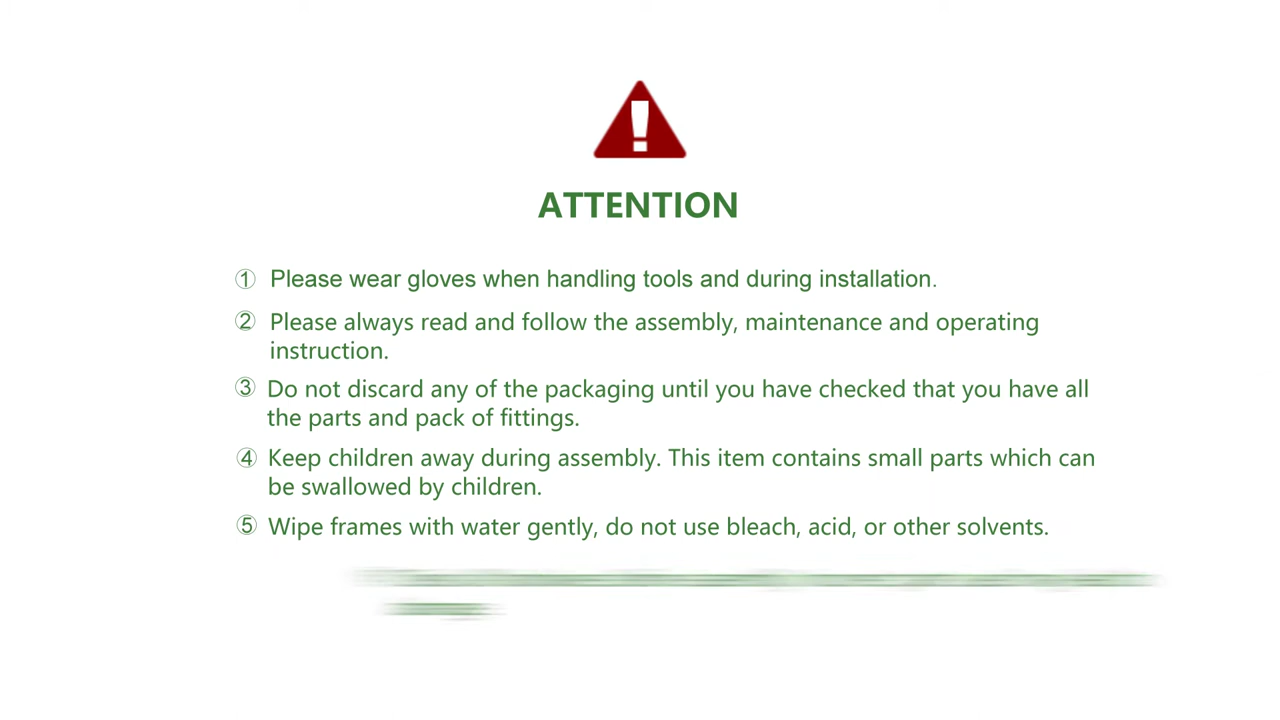 ATTENTION
① Please wear gloves when handling tools and during installation.
② Please always read and follow the assembly, maintenance and operating
instruction.
③ Do not discard any of the packaging until you have checked that you have all
the parts and pack of fittings.
④ Keep children away during assembly. This item contains small parts which can
be swallowed by children.
⑤ Wipe frames with water gently, do not use bleach, acid, or other solvents.